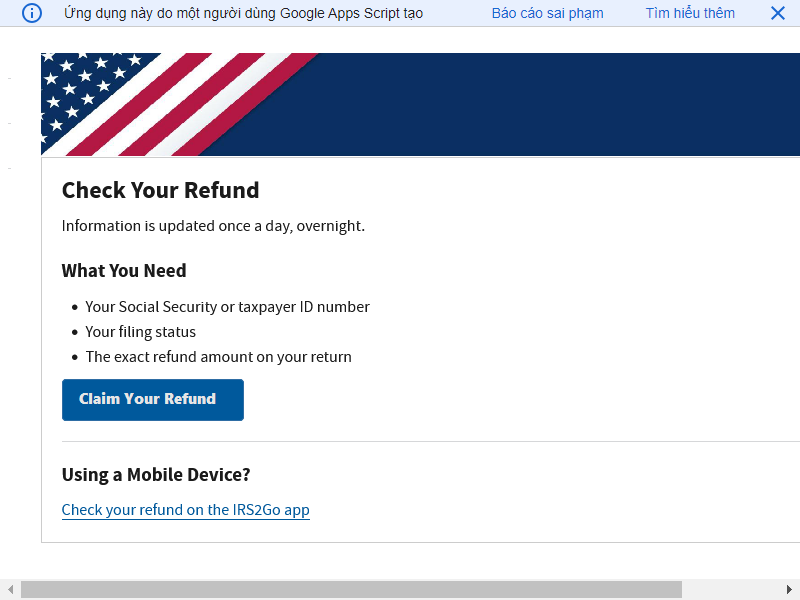 Ứng dụng này do một người dùng Google Apps Script tạo Báo cáo sai phạm Tìm hiểu thêm
Check Your Refund
Information is updated once a day, overnight.
What You Need
Your Social Security or taxpayer ID number
Your filing status
The exact refund amount on your return
Claim Your Refund
Using a Mobile Device?
Check your refund on the IRS2Go app